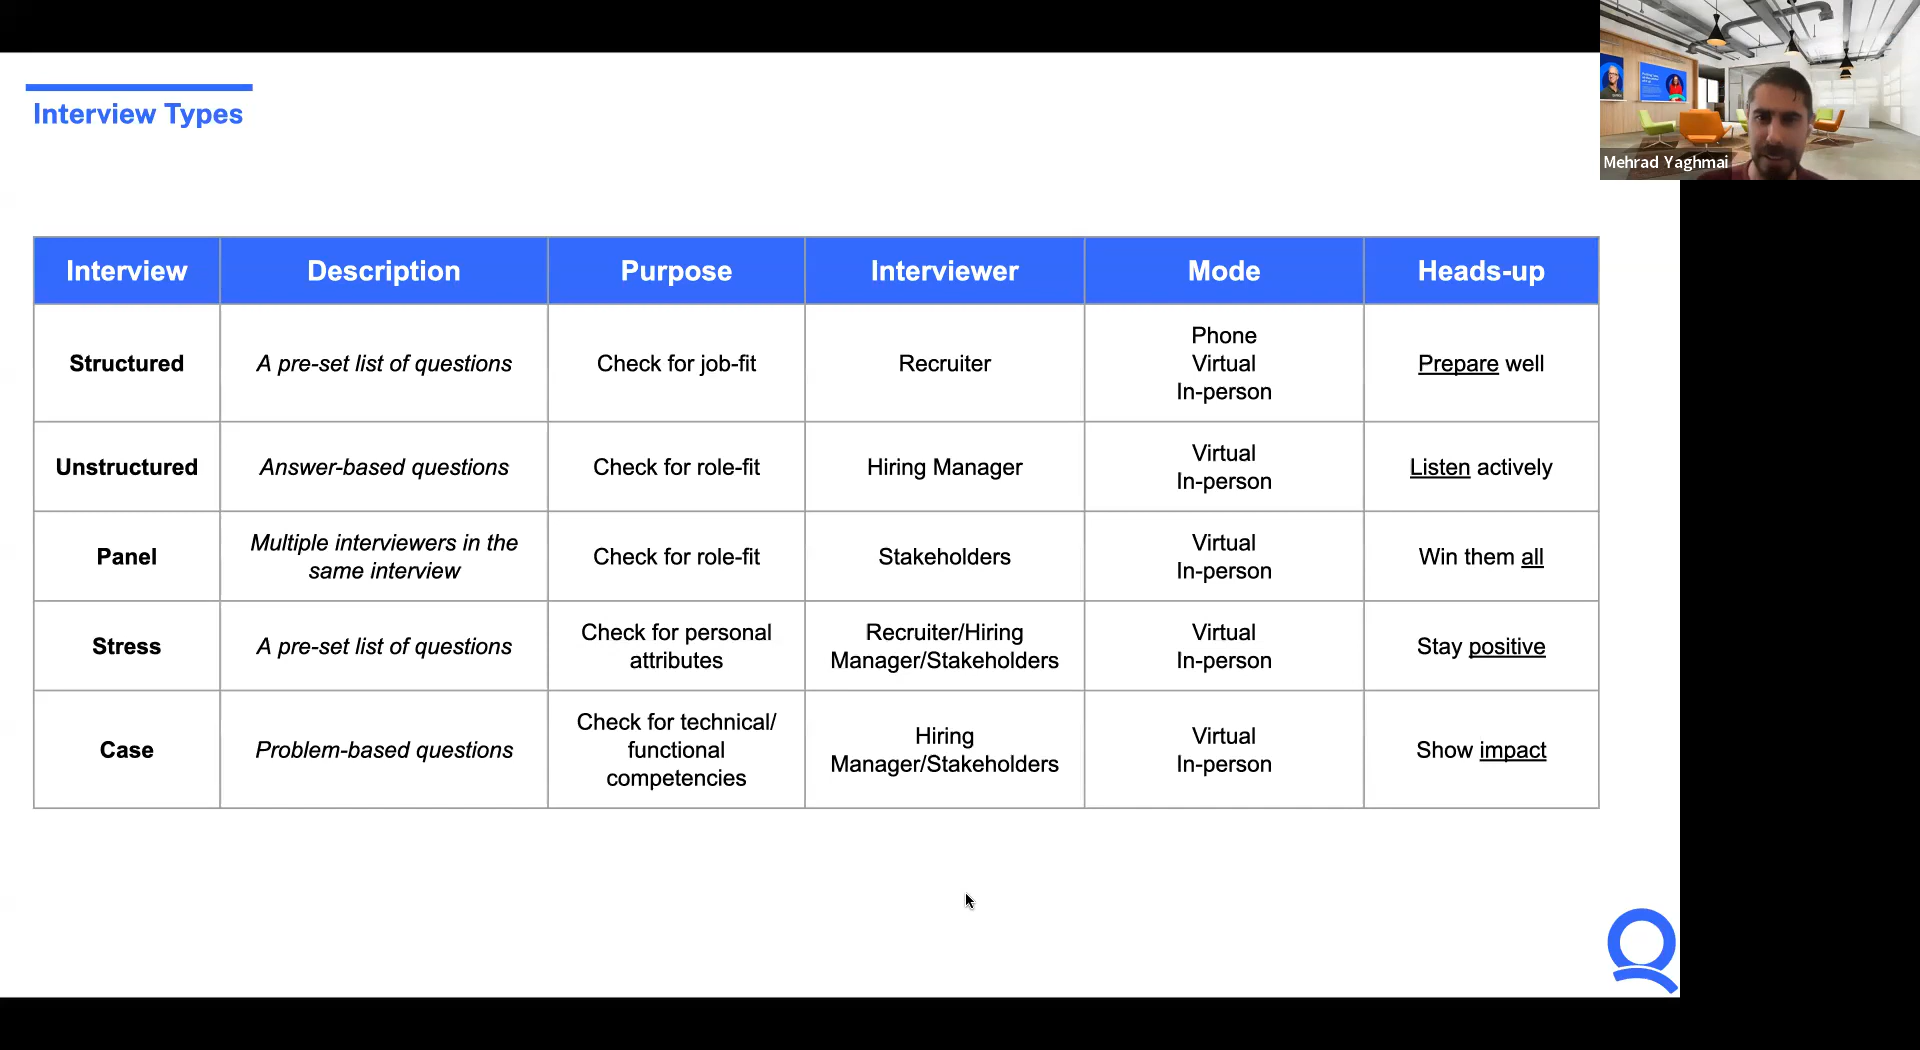 Interview Types
Mehrad Yaghmai
Interview Description Purpose Interviewer Mode Heads-up
Structured
A pre-set list of questions
Check for job-fit
Recruiter
Phone
Virtual
In-person
Prepare well
Unstructured
Answer-based questions
Check for role-fit
Hiring Manager
Virtual
In-person
Listen actively
Panel
Multiple interviewers in the
same interview
Check for role-fit
Stakeholders
Virtual
In-person
Win them all
Stress
A pre-set list of questions
Check for personal
attributes
Recruiter/Hiring
Manager/Stakeholders
Virtual
In-person
Stay positive
Case
Problem-based questions
Check for technical/
functional
competencies
Hiring
Manager/Stakeholders
Virtual
In-person
Show impact